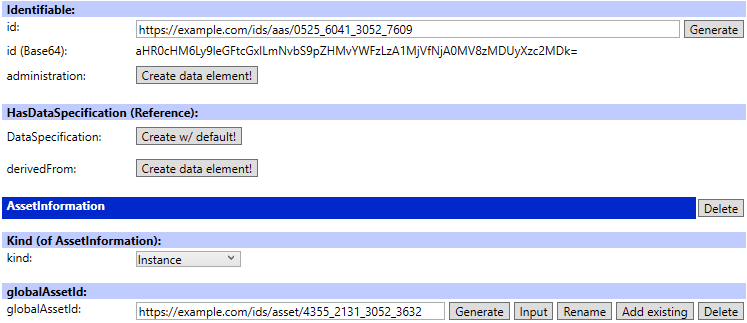 Identifiable:
id: https://example.com/ids/aas/0525_6041_3052_7609 Generate
id (Base64): aHR0cHM6Ly9leGFtcGxlLmNvbS9pZHMvYWFzLzA1MjVfNjA0MV8zMDUyXzc2MDk=
administration: Create data element!
HasDataSpecification (Reference):
DataSpecification: Create w/ default!
derivedFrom: Create data element!
AssetInformation Delete
Kind (of AssetInformation):
kind: Instance
globalAssetId:
globalAssetId: https://example.com/ids/asset/4355_2131_3052_3632 Generate Input Rename Add existing Delete